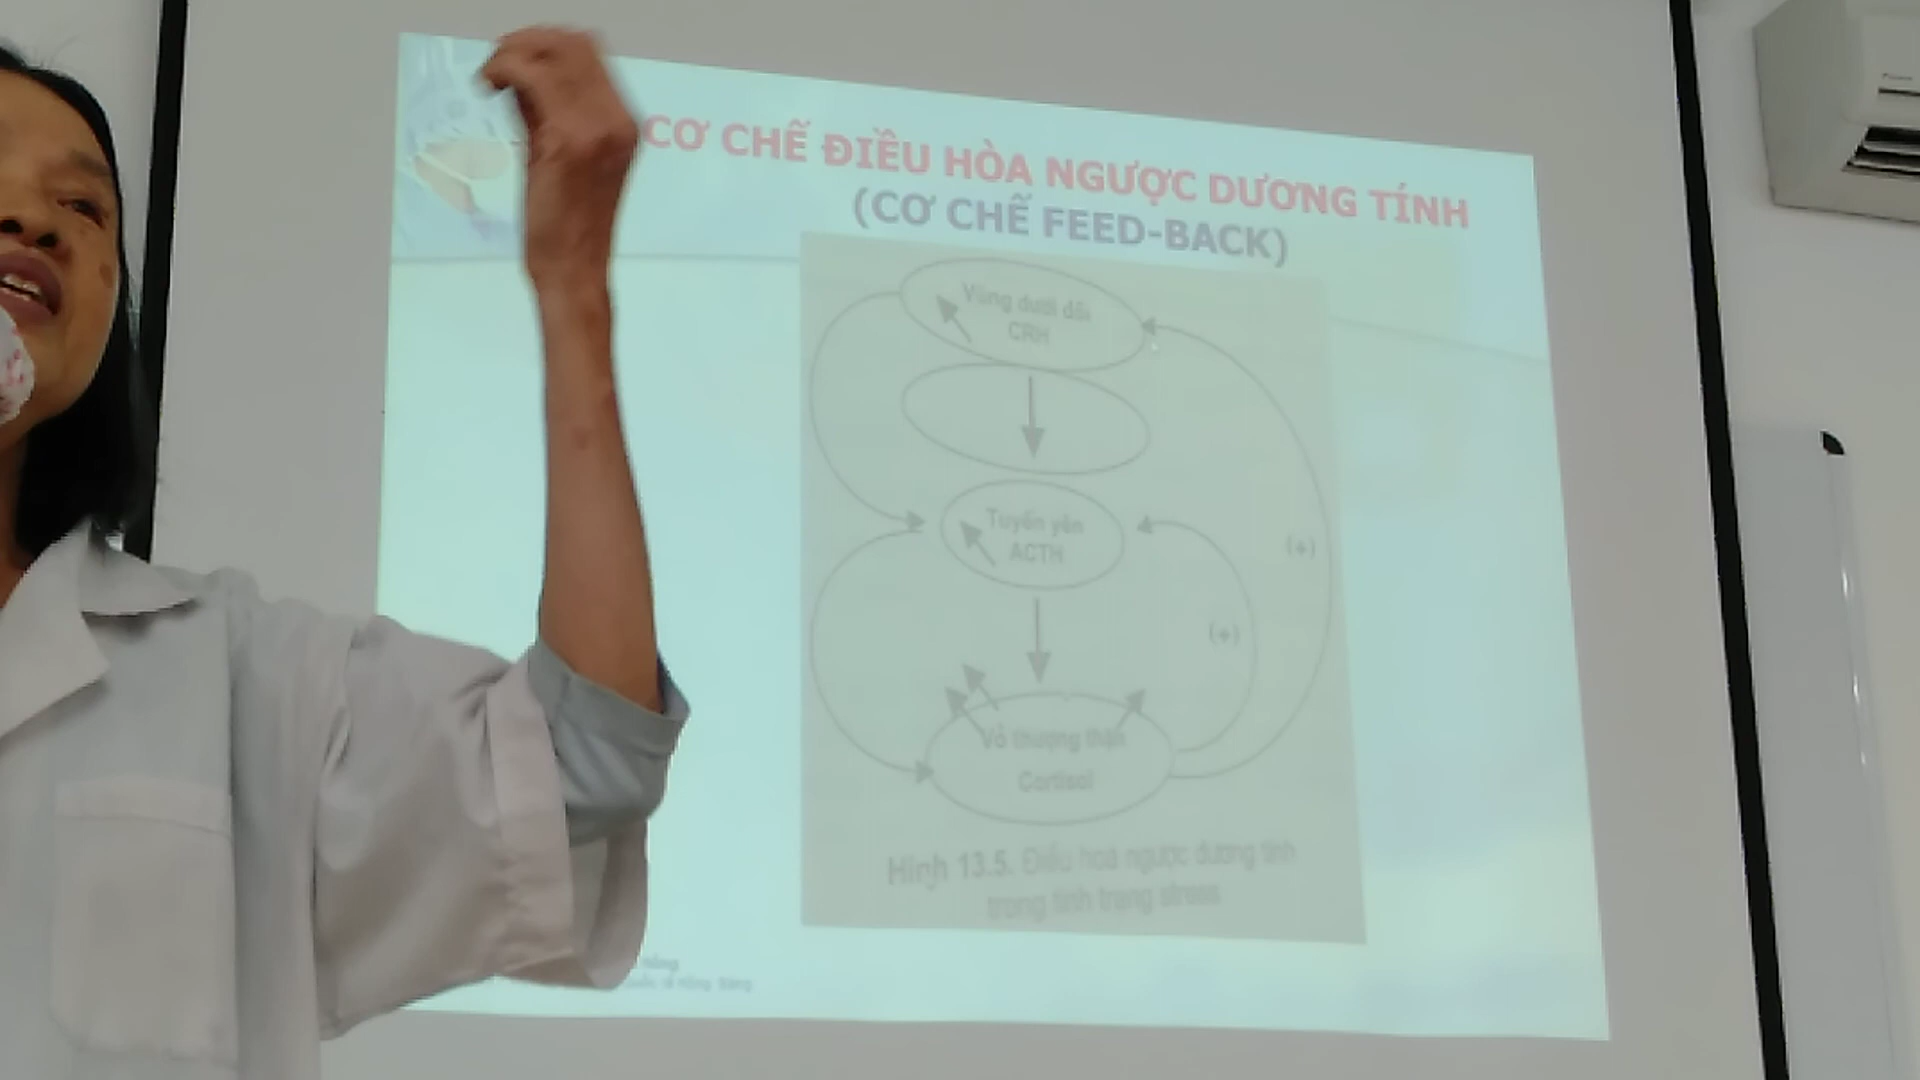 CƠ CHẾ ĐIỀU HÒA NGƯỢC DƯƠNG TÍNH
(CƠ CHẾ FEED-BACK)
Vùng dưới đồi
CRH
Tuyến yên
ACTH
(+)
(+)
Vỏ thượng thận
Cortisol
Hình 13.5. Điều hoà ngược dương tính
trong tình trạng stress